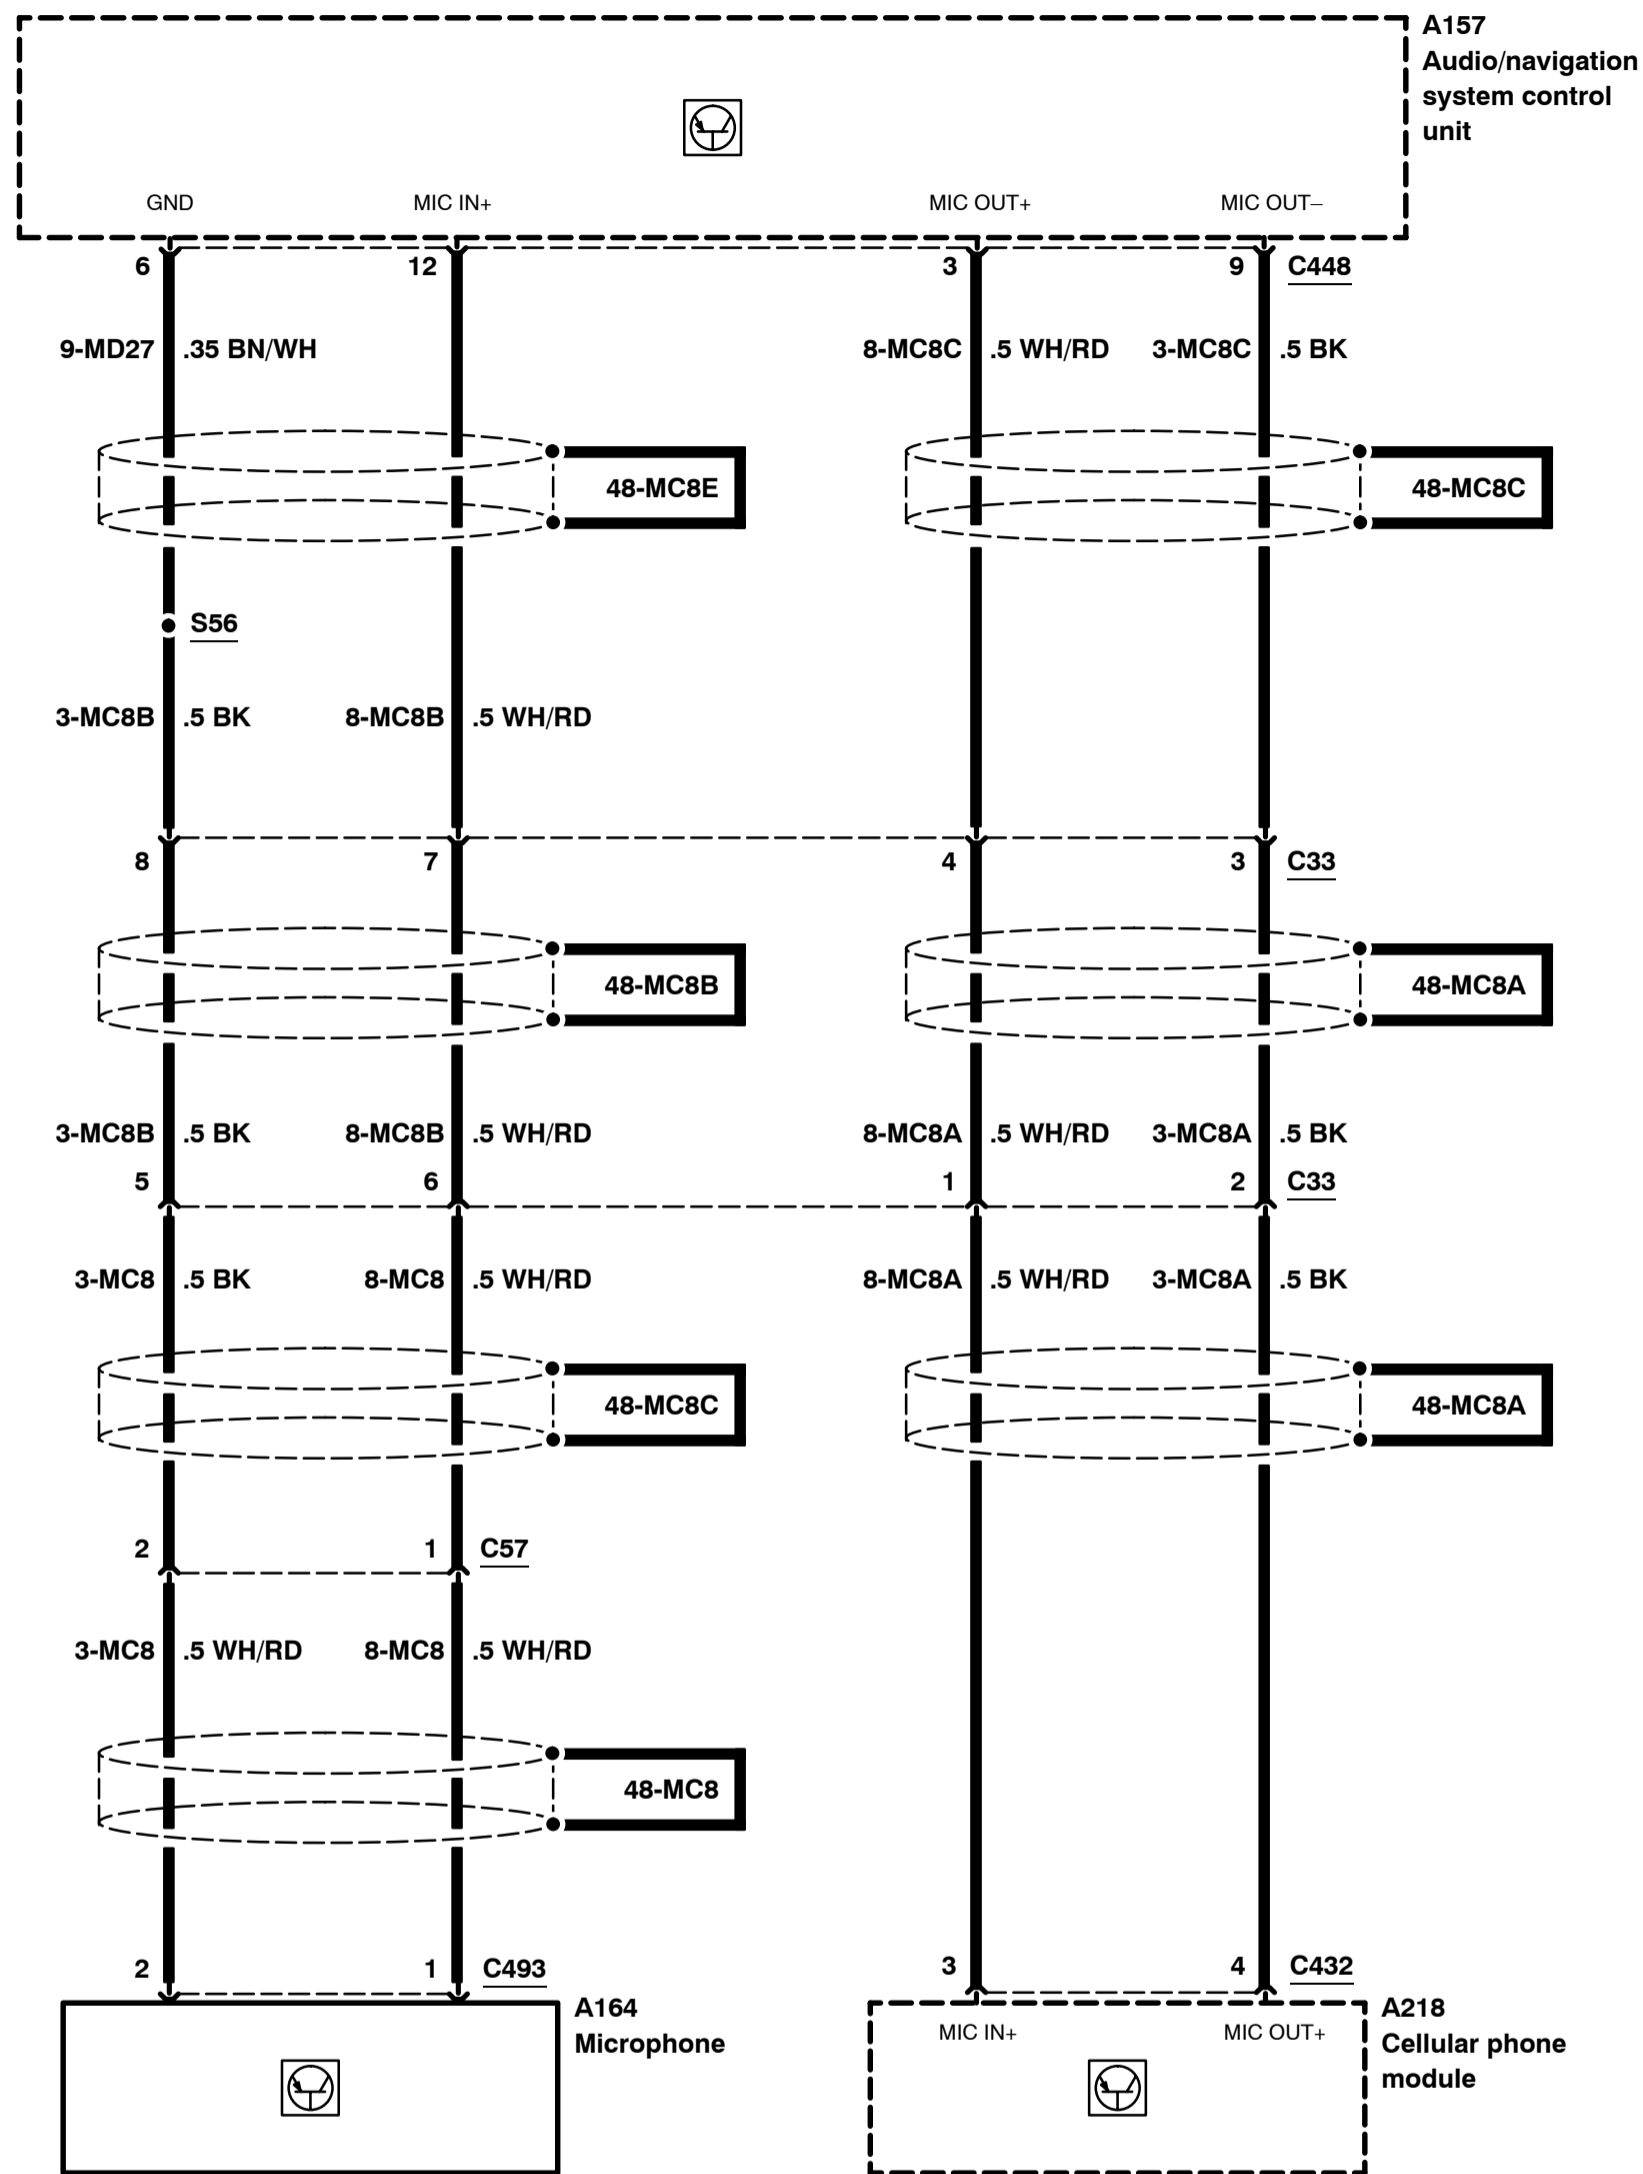 A157
Audio/navigation
system control
unit
GND MIC IN+ MIC OUT+ MIC OUT–
6 12 3 9 C448
9-MD27 .35 BN/WH 8-MC8C .5 WH/RD 3-MC8C .5 BK
48-MC8E 48-MC8C
S56
3-MC8B .5 BK 8-MC8B .5 WH/RD
8 7 4 3 C33
48-MC8B 48-MC8A
3-MC8B .5 BK 8-MC8B .5 WH/RD 8-MC8A .5 WH/RD 3-MC8A .5 BK
5 6 1 2 C33
3-MC8 .5 BK 8-MC8 .5 WH/RD 8-MC8A .5 WH/RD 3-MC8A .5 BK
48-MC8C 48-MC8A
2 1 C57
3-MC8 .5 WH/RD 8-MC8 .5 WH/RD
48-MC8
2 1 C493 3 4 C432
A164
Microphone
MIC IN+ MIC OUT+
A218
Cellular phone
module